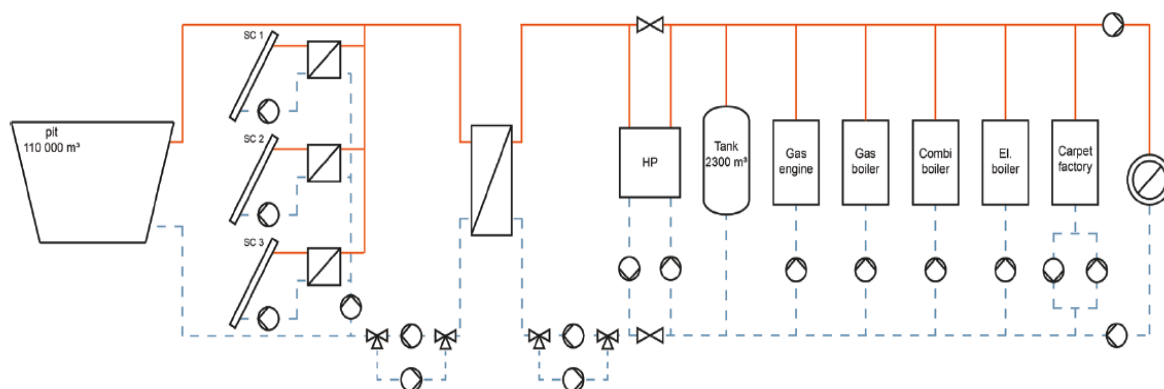 SC 1
SC 2
SC 3
pit
110 000 m³
HP
Tank
2300 m³
Gas
engine
Gas
boiler
Combi
boiler
El.
boiler
Carpet
factory